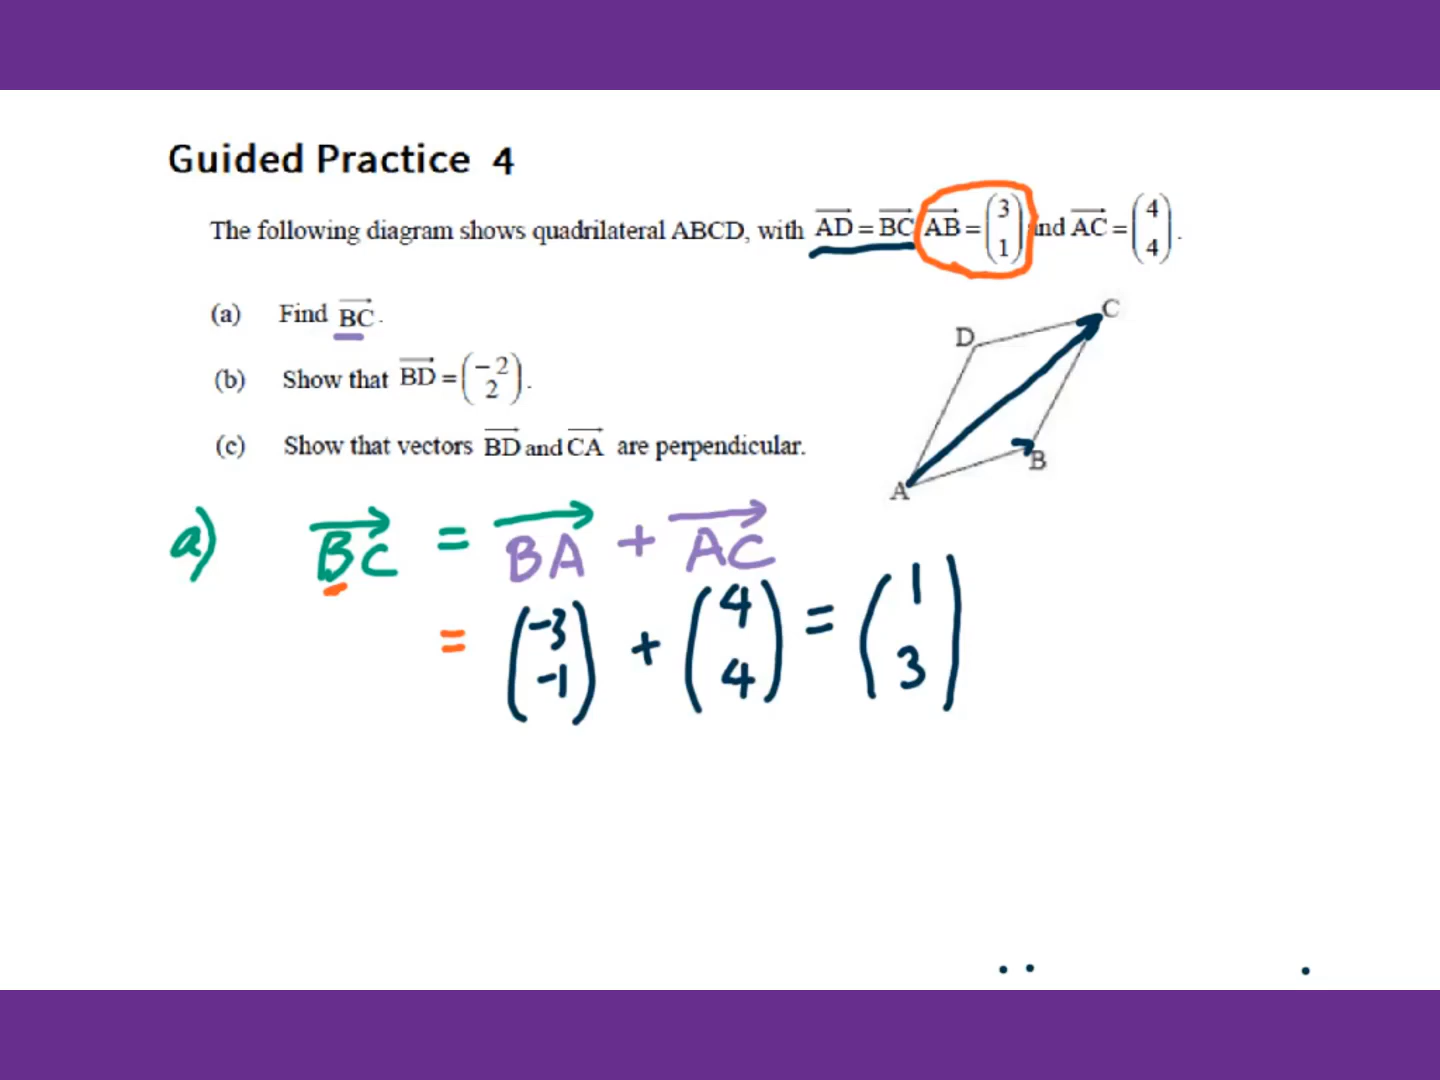 Guided Practice 4
The following diagram shows quadrilateral ABCD, with AD = BC AB = (3 1) nd AC = (4 4).
(a) Find BC.
(b) Show that BD = (-2 2).
(c) Show that vectors BD and CA are perpendicular.
C
D
B
A
a) BC = BA + AC
= (-3 -1) + (4 4) = (1 3)